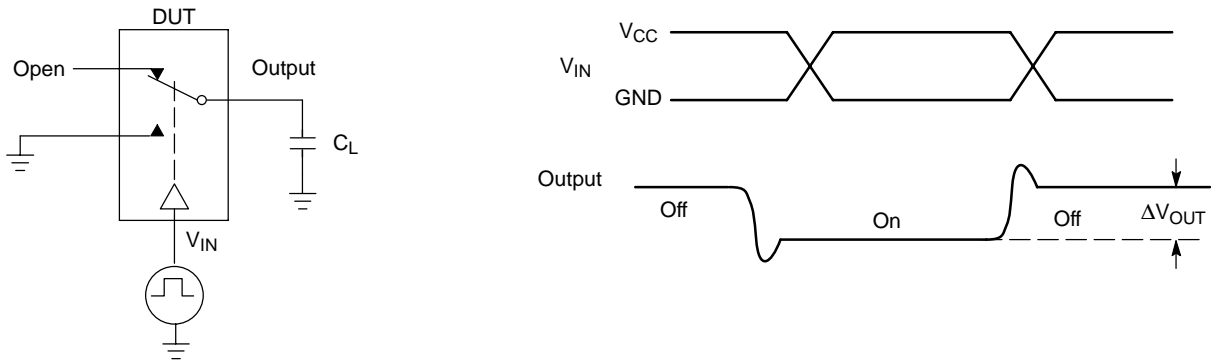 DUT
Open
Output
C_L
V_IN
V_CC
V_IN
GND
Output
Off
On
Off
ΔV_OUT